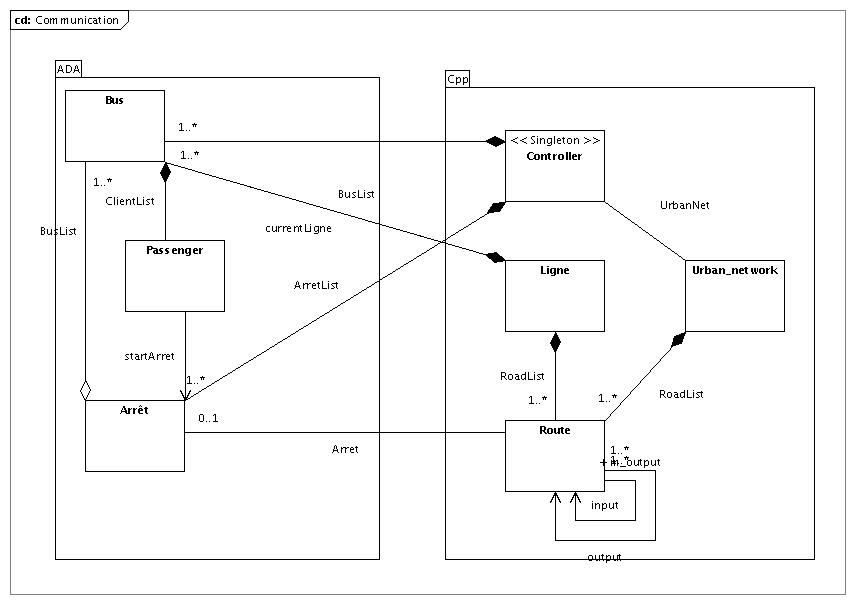 cd: Communication
ADA
Cpp
Bus
1..*
<< Singleton >>
Controller
1..*
1..*
ClientList
BusList
UrbanNet
BusList
currentLigne
Passenger
Ligne
Urban_network
ArretList
startArret
1..*
RoadList
1..*
1..*
RoadList
Arrêt
0..1
Route
Arret
1..*
1..*
+ m_output
input
output